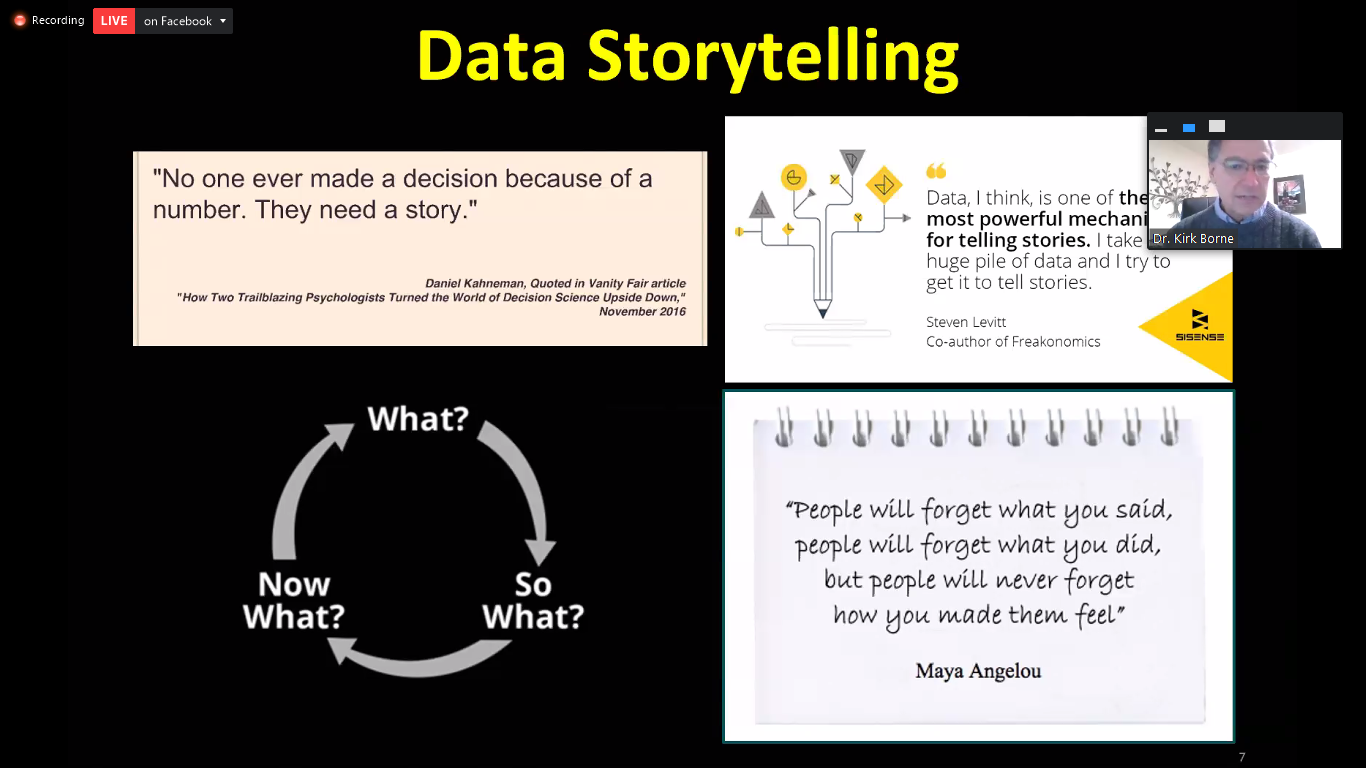 Recording
LIVE on Facebook
Data Storytelling
"No one ever made a decision because of a
number. They need a story."
Daniel Kahneman, Quoted in Vanity Fair article
"How Two Trailblazing Psychologists Turned the World of Decision Science Upside Down,"
November 2016
“
Data, I think, is one of the
most powerful mechani
for telling stories. I take
huge pile of data and I try to
get it to tell stories.
Steven Levitt
Co-author of Freakonomics
SISENSE
Dr. Kirk Borne
What?
So
What?
Now
What?
“People will forget what you said,
people will forget what you did,
but people will never forget
how you made them feel”
Maya Angelou
7